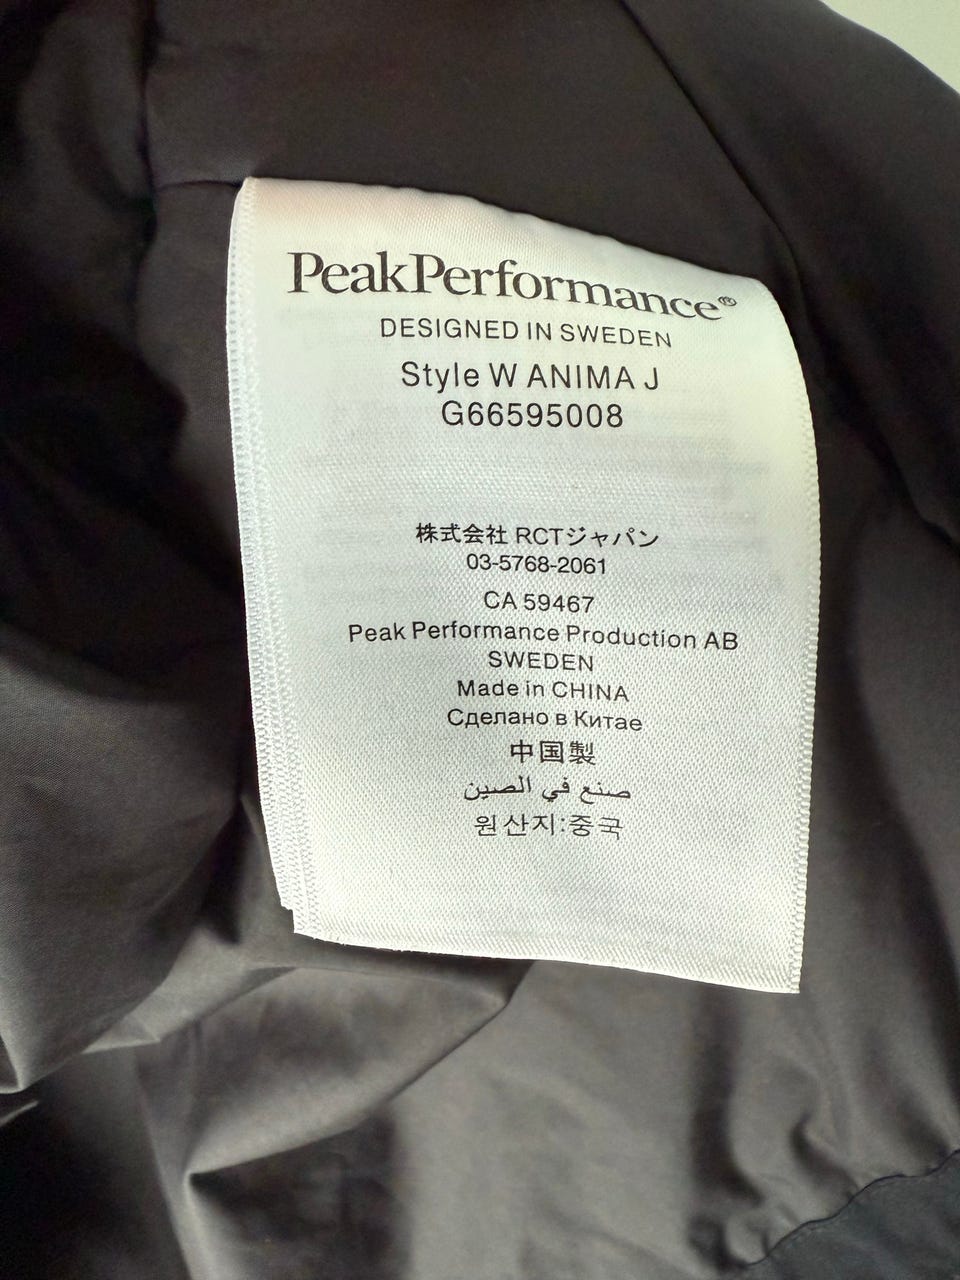 PeakPerformance®
DESIGNED IN SWEDEN
Style W ANIMA J
G66595008
株式会社 RCTジャパン
03-5768-2061
CA 59467
Peak Performance Production AB
SWEDEN
Made in CHINA
Сделано в Китае
中国製
صنع في الصين
원산지:중국